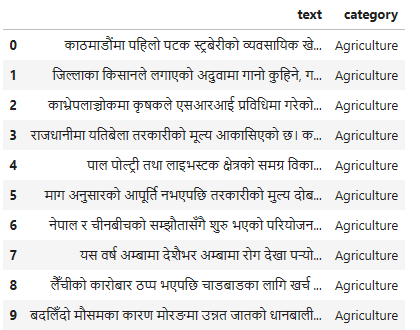 text category
0 काठमाडौंमा पहिलो पटक स्ट्रबेरीको व्यवसायिक खे... Agriculture
1 जिल्लाका किसानले लगाएको अदुवामा गानो कुहिने, ग... Agriculture
2 काभ्रेपलाञ्चोकमा कृषकले एसआरआई प्रविधिमा गरेको... Agriculture
3 राजधानीमा यतिबेला तरकारीको मूल्य आकासिएको छ। क... Agriculture
4 पाल पोल्ट्री तथा लाइभस्टक क्षेत्रको समग्र विका... Agriculture
5 माग अनुसारको आपूर्ति नभएपछि तरकारीको मुल्य दोब... Agriculture
6 नेपाल र चीनबीचको सम्झौतासँगै शुरु भएको परियोजन... Agriculture
7 यस वर्ष अम्बामा देशैभर अम्बामा रोग देखा पर्‍यो... Agriculture
8 लैँचीको कारोबार ठप्प भएपछि चाडबाडका लागि खर्च ... Agriculture
9 बदलिँदो मौसमका कारण मोरङमा उन्नत जातको धानबाली... Agriculture